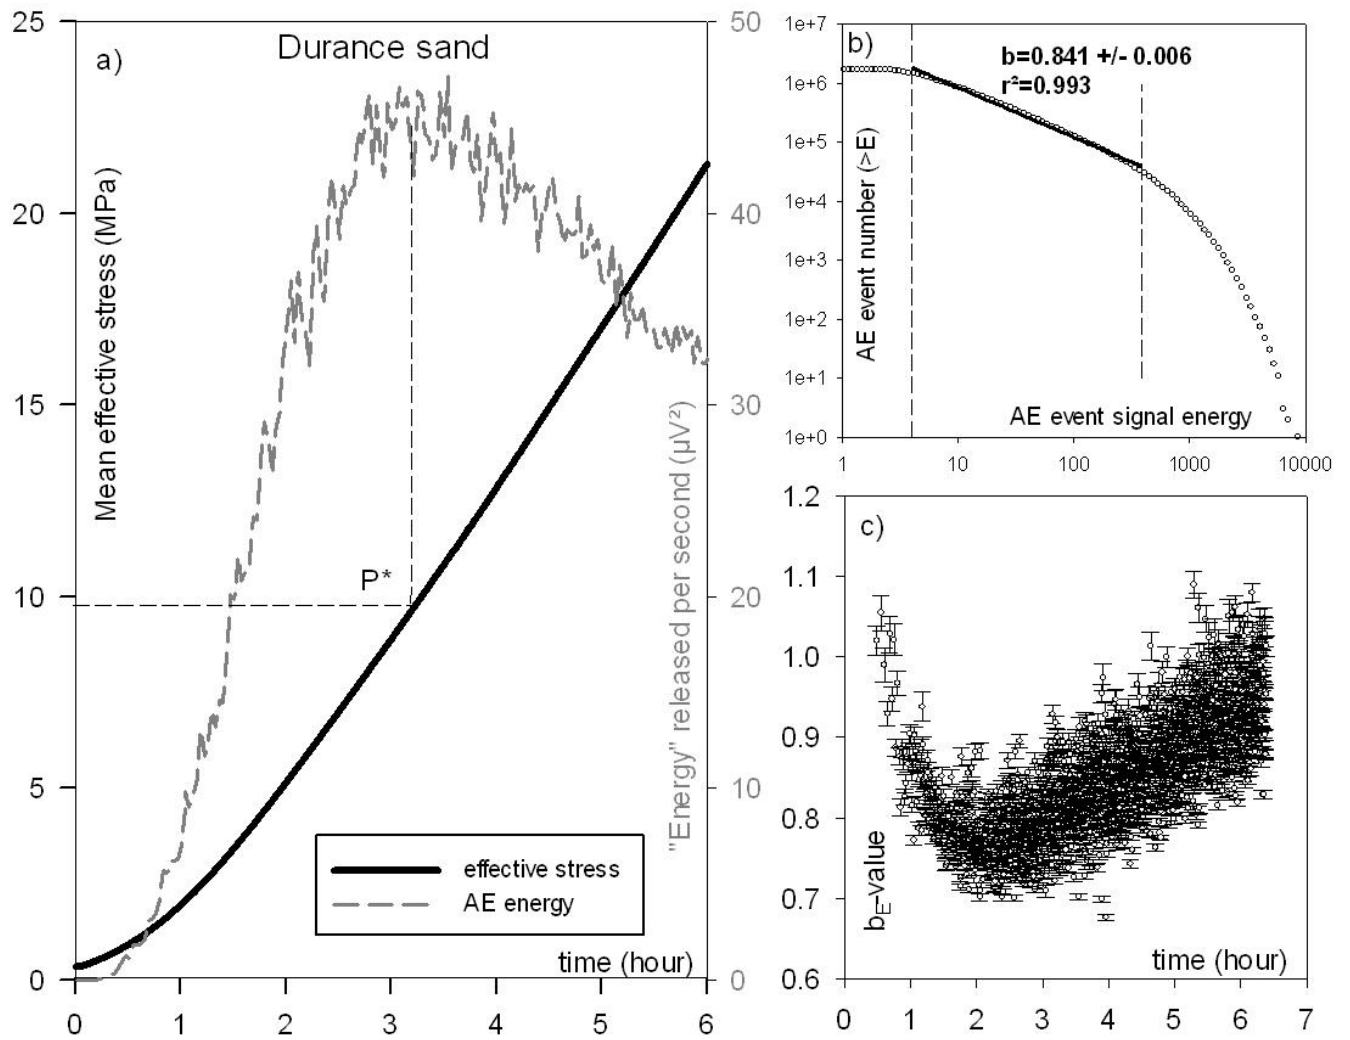 a)
Durance sand
25
20
15
10
5
0
Mean effective stress (MPa)
50
40
30
20
10
0
"Energy" released per second (µV²)
P*
effective stress
AE energy
time (hour)
0 1 2 3 4 5 6
b)
b=0.841 +/- 0.006
r²=0.993
1e+7
1e+6
1e+5
1e+4
1e+3
1e+2
1e+1
1e+0
AE event number (>E)
AE event signal energy
1 10 100 1000 10000
c)
1.2
1.1
1.0
0.9
0.8
0.7
0.6
bE-value
time (hour)
0 1 2 3 4 5 6 7